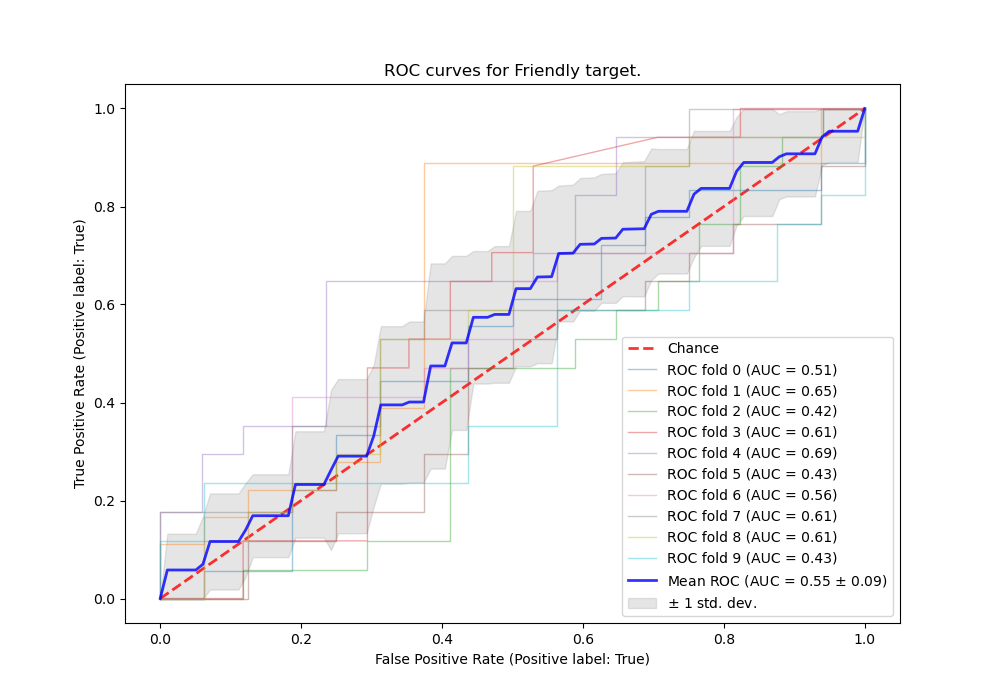 ROC curves for Friendly target.
True Positive Rate (Positive label: True)
1.0
0.8
0.6
0.4
0.2
0.0
Chance
ROC fold 0 (AUC = 0.51)
ROC fold 1 (AUC = 0.65)
ROC fold 2 (AUC = 0.42)
ROC fold 3 (AUC = 0.61)
ROC fold 4 (AUC = 0.69)
ROC fold 5 (AUC = 0.43)
ROC fold 6 (AUC = 0.56)
ROC fold 7 (AUC = 0.61)
ROC fold 8 (AUC = 0.61)
ROC fold 9 (AUC = 0.43)
Mean ROC (AUC = 0.55 ± 0.09)
± 1 std. dev.
0.0 0.2 0.4 0.6 0.8 1.0
False Positive Rate (Positive label: True)